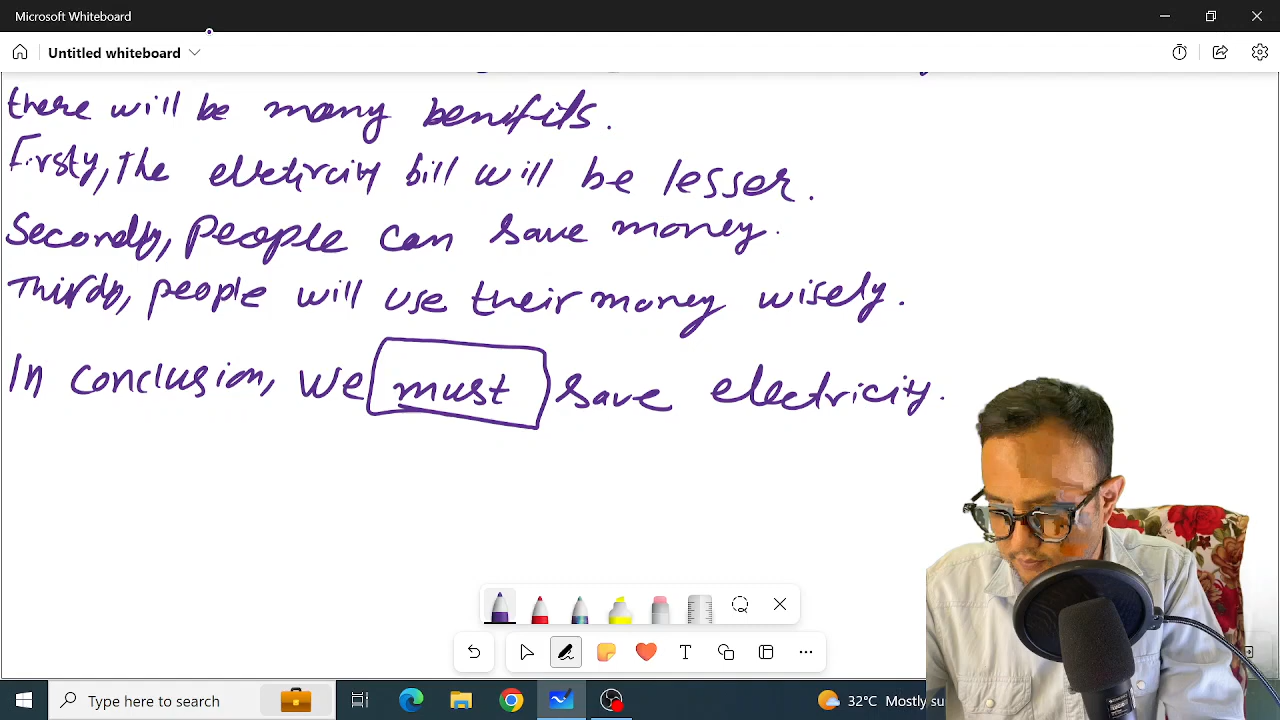 Microsoft Whiteboard
Untitled whiteboard
there will be many benifits.
Firstly, the electricity bill will be lesser.
Secondly, People can save money.
Thirdly, people will use their money wisely.
In conclusion, we must save electricity.
T
Type here to search
32°C Mostly su